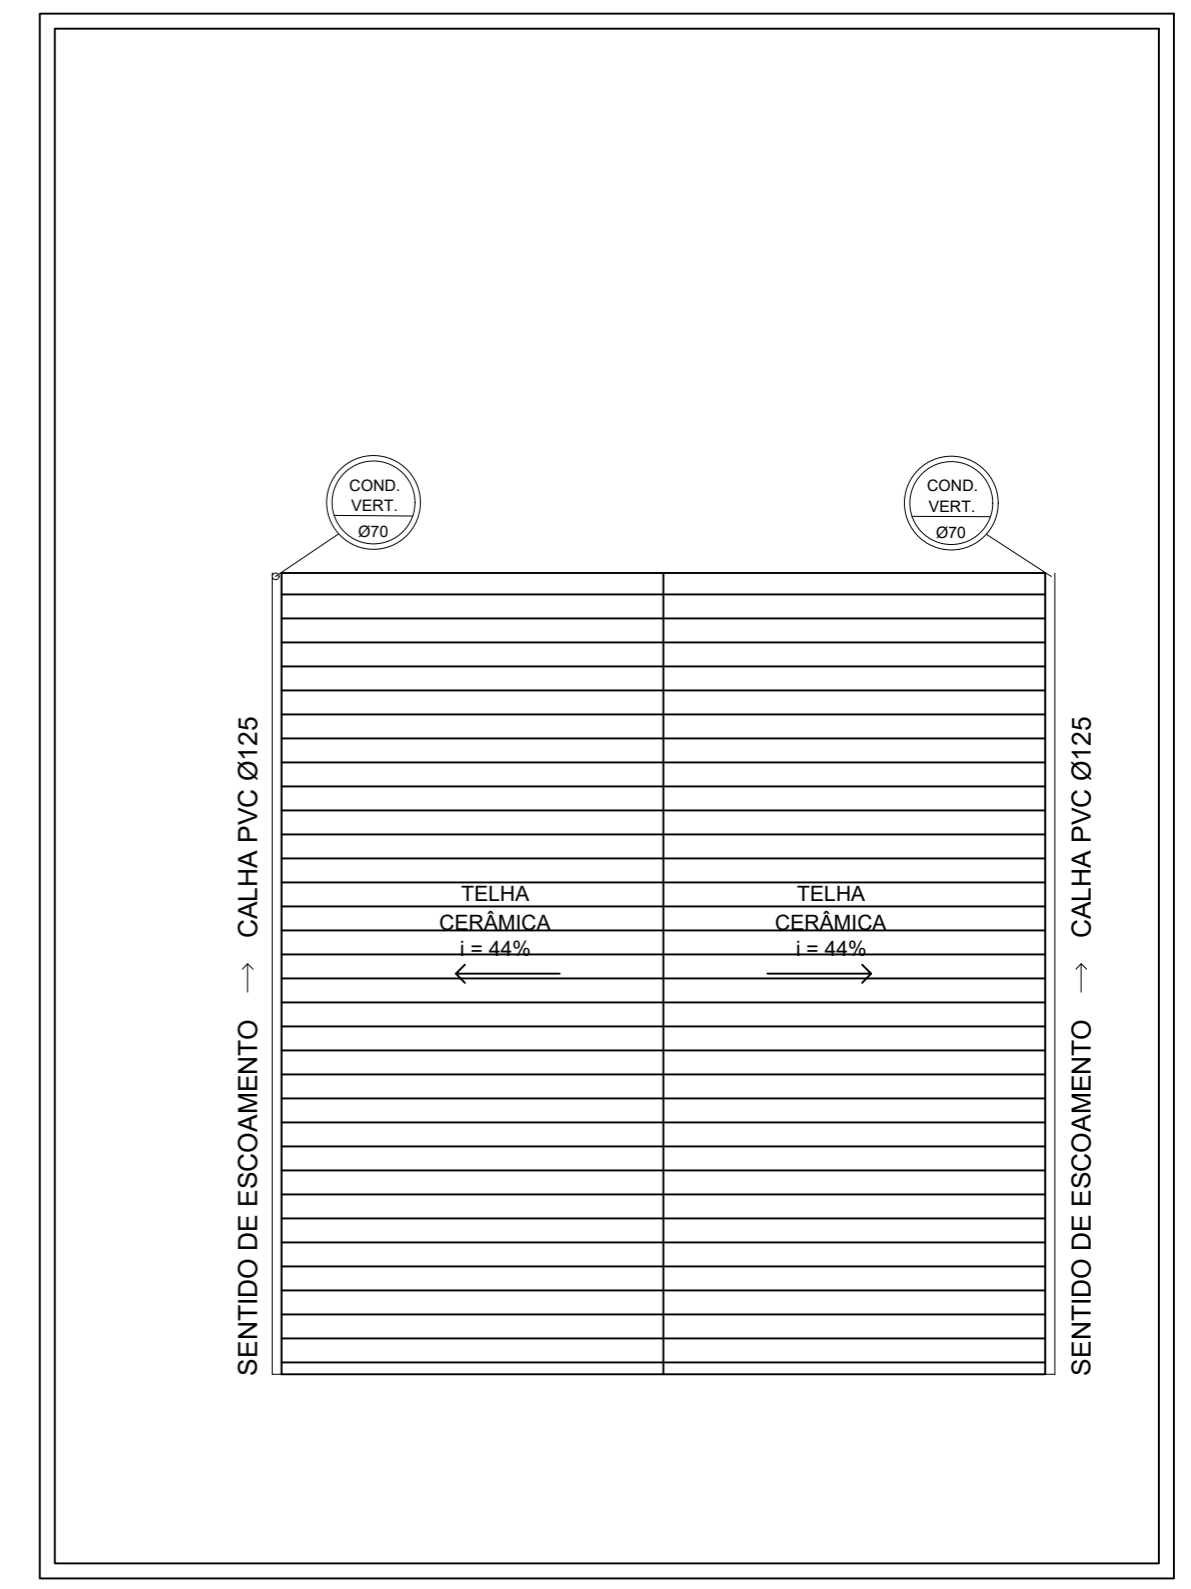 COND.
VERT.
Ø70
COND.
VERT.
Ø70
SENTIDO DE ESCOAMENTO → CALHA PVC Ø125
TELHA
CERÂMICA
i = 44%
TELHA
CERÂMICA
i = 44%
SENTIDO DE ESCOAMENTO → CALHA PVC Ø125